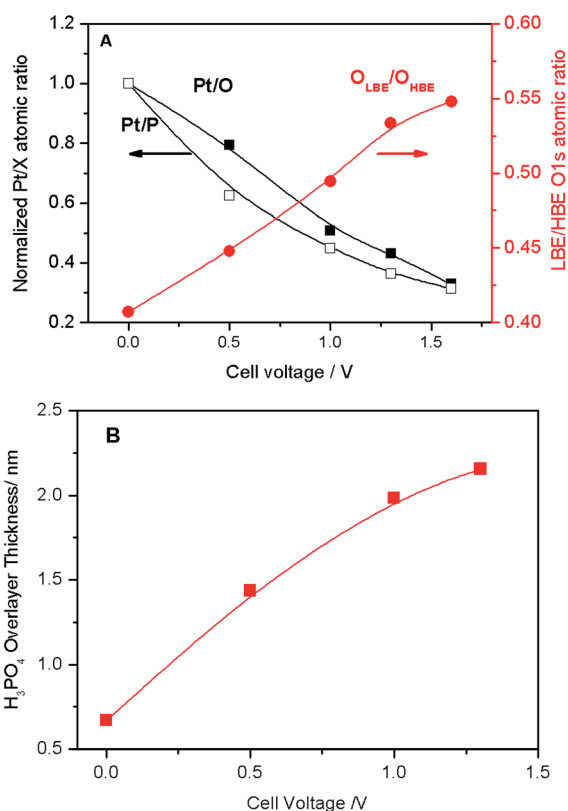 A
Pt/O
O_LBE/O_HBE
Pt/P
Normalized Pt/X atomic ratio
1.2
1.0
0.8
0.6
0.4
0.2
0.60
0.55
0.50
0.45
0.40
LBE/HBE O1s atomic ratio
0.0 0.5 1.0 1.5
Cell voltage / V
B
H₃PO₄ Overlayer Thickness/ nm
2.5
2.0
1.5
1.0
0.5
0.0 0.5 1.0 1.5
Cell Voltage /V